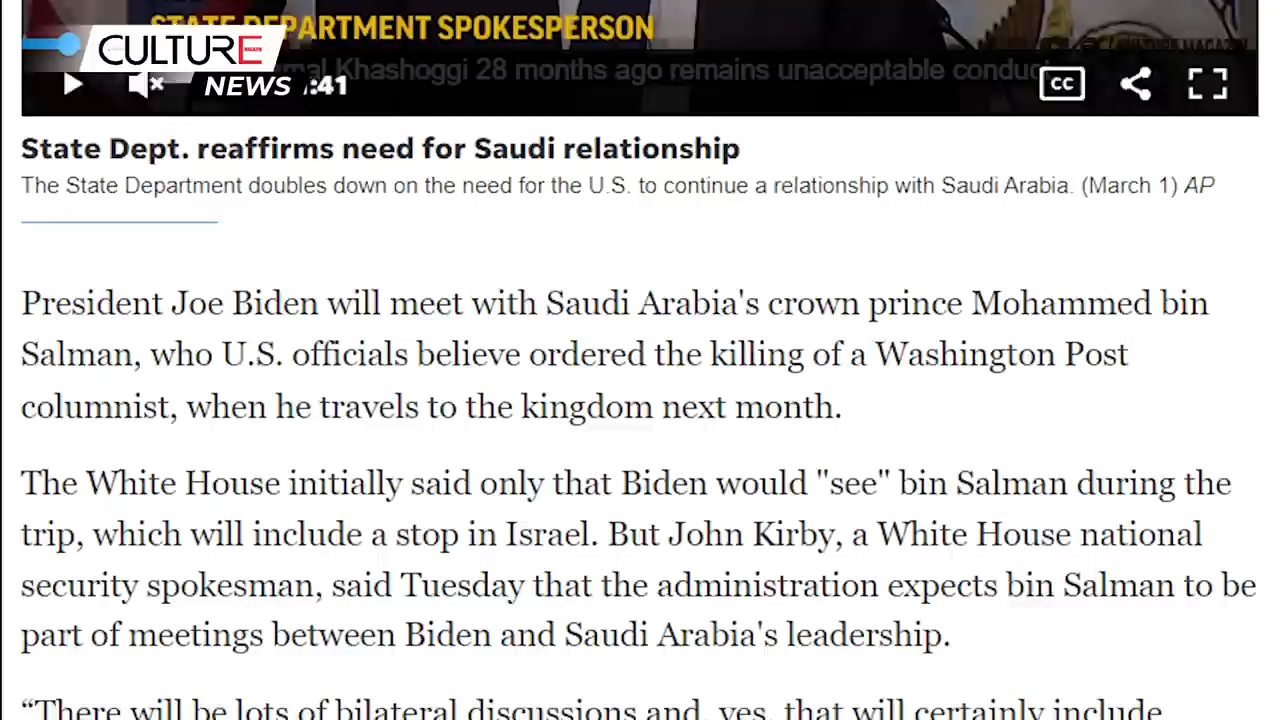 STATE DEPARTMENT SPOKESPERSON
CULTURE
NEWS
:41
Khashoggi 28 months ago remains unacceptable conduct
CC
State Dept. reaffirms need for Saudi relationship
The State Department doubles down on the need for the U.S. to continue a relationship with Saudi Arabia. (March 1) AP
President Joe Biden will meet with Saudi Arabia's crown prince Mohammed bin
Salman, who U.S. officials believe ordered the killing of a Washington Post
columnist, when he travels to the kingdom next month.
The White House initially said only that Biden would "see" bin Salman during the
trip, which will include a stop in Israel. But John Kirby, a White House national
security spokesman, said Tuesday that the administration expects bin Salman to be
part of meetings between Biden and Saudi Arabia's leadership.
“There will be lots of bilateral discussions and, yes, that will certainly include